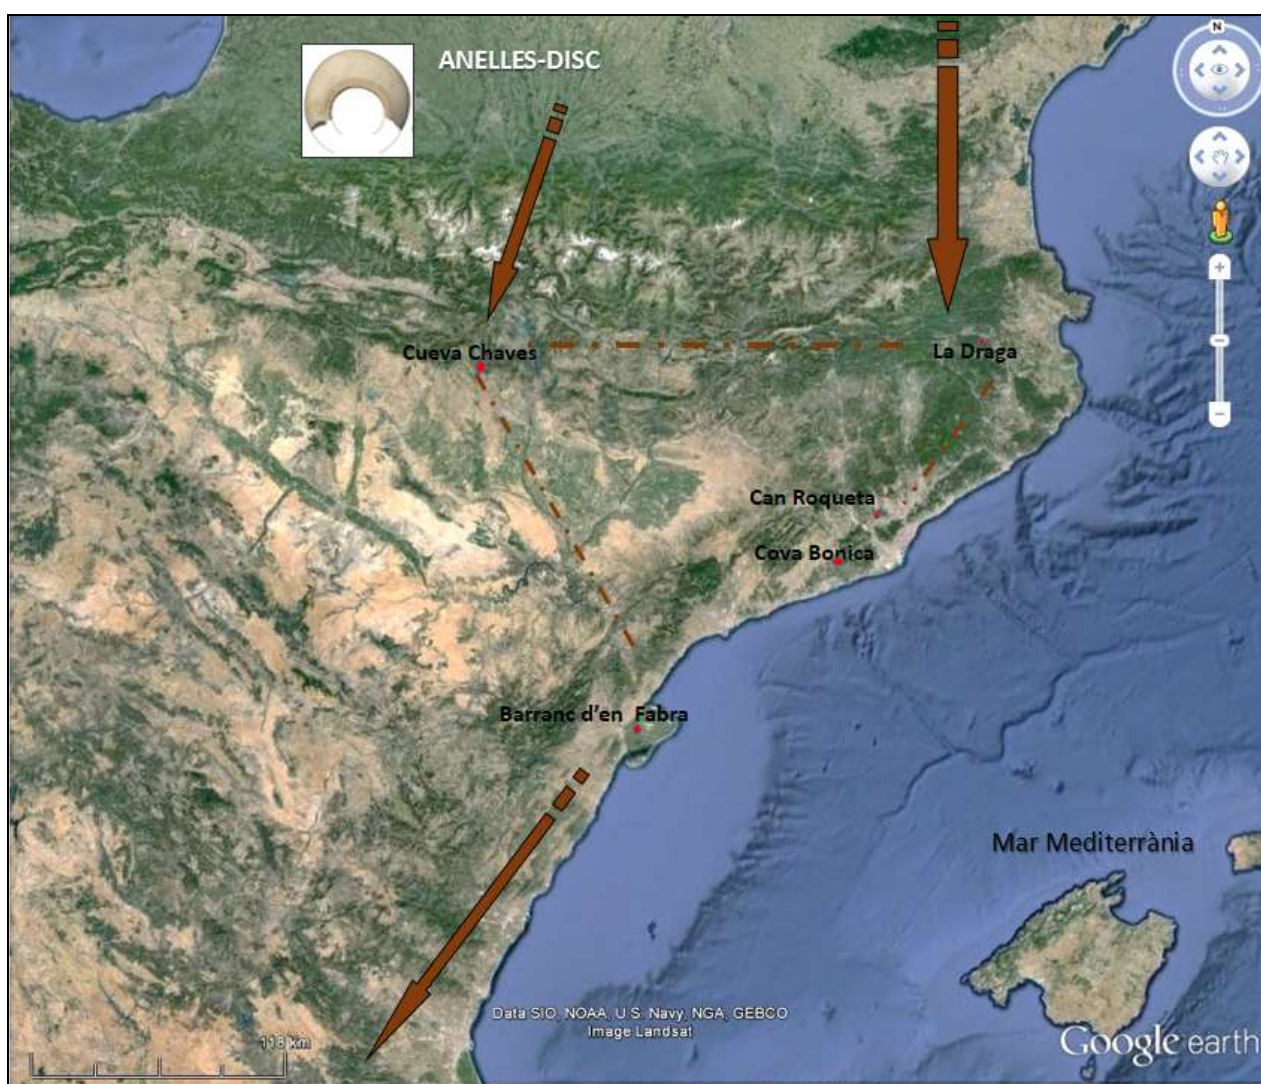 N
ANELLES-DISC
Cueva Chaves
La Draga
Can Roqueta
Cova Bonica
Barranc d'en Fabra
Mar Mediterrània
Data SIO, NOAA, U.S. Navy, NGA, GEBCO
Image Landsat
118 km
Google earth